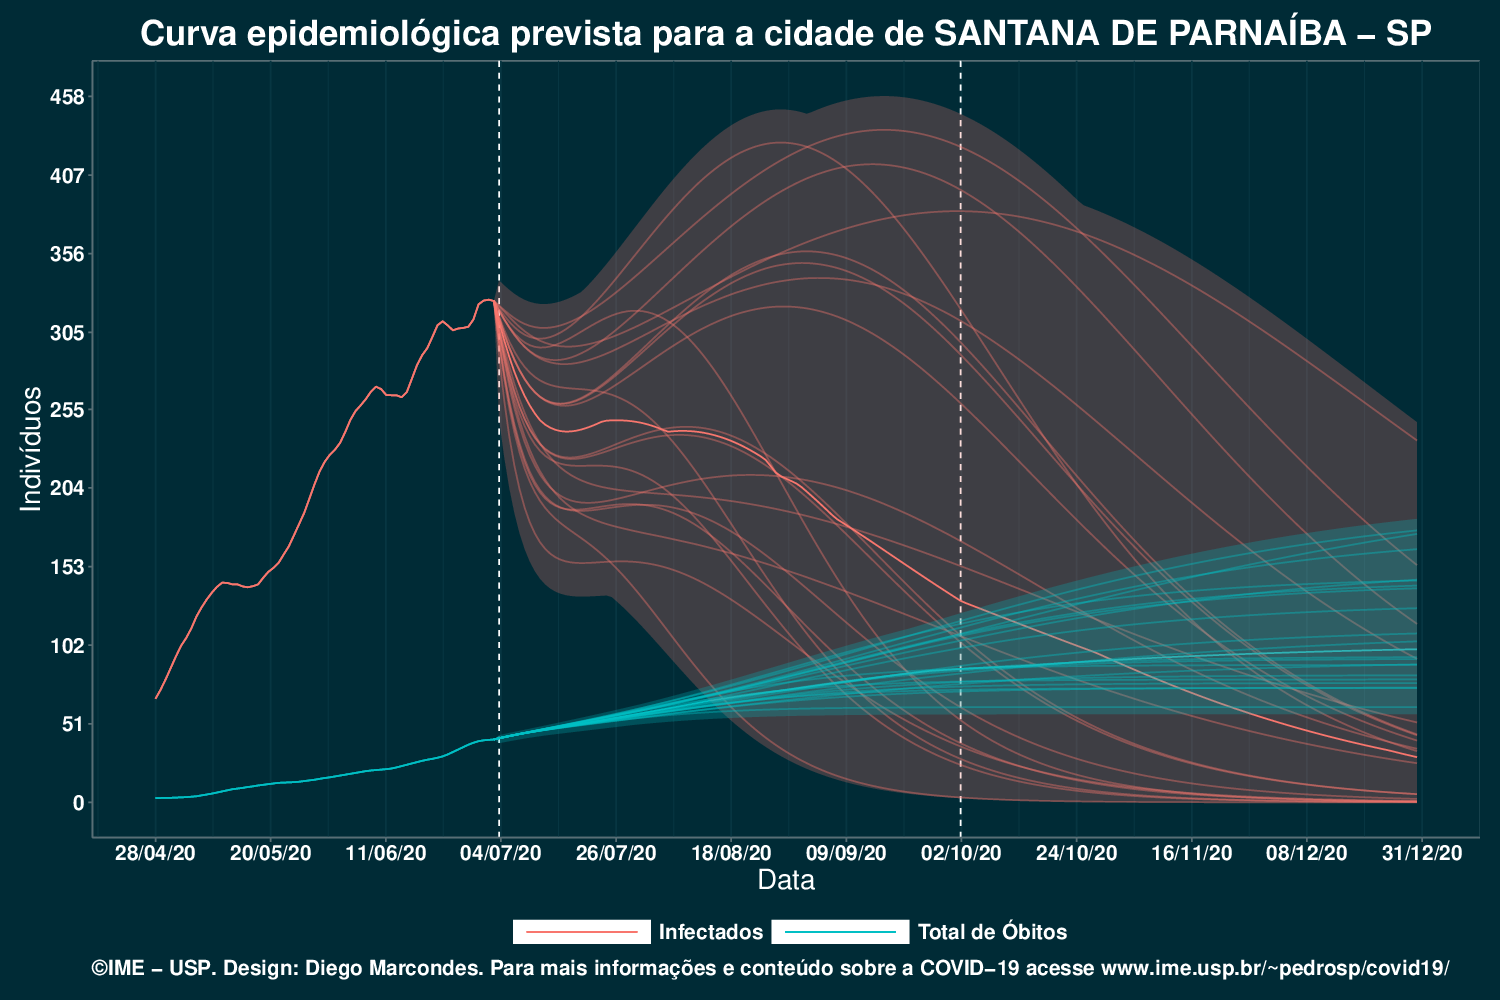 Curva epidemiológica prevista para a cidade de SANTANA DE PARNAÍBA – SP
458
407
356
305
255
204
153
102
51
0
Indivíduos
28/04/20 20/05/20 11/06/20 04/07/20 26/07/20 18/08/20 09/09/20 02/10/20 24/10/20 16/11/20 08/12/20 31/12/20
Data
Infectados Total de Óbitos
©IME – USP. Design: Diego Marcondes. Para mais informações e conteúdo sobre a COVID–19 acesse www.ime.usp.br/~pedrosp/covid19/